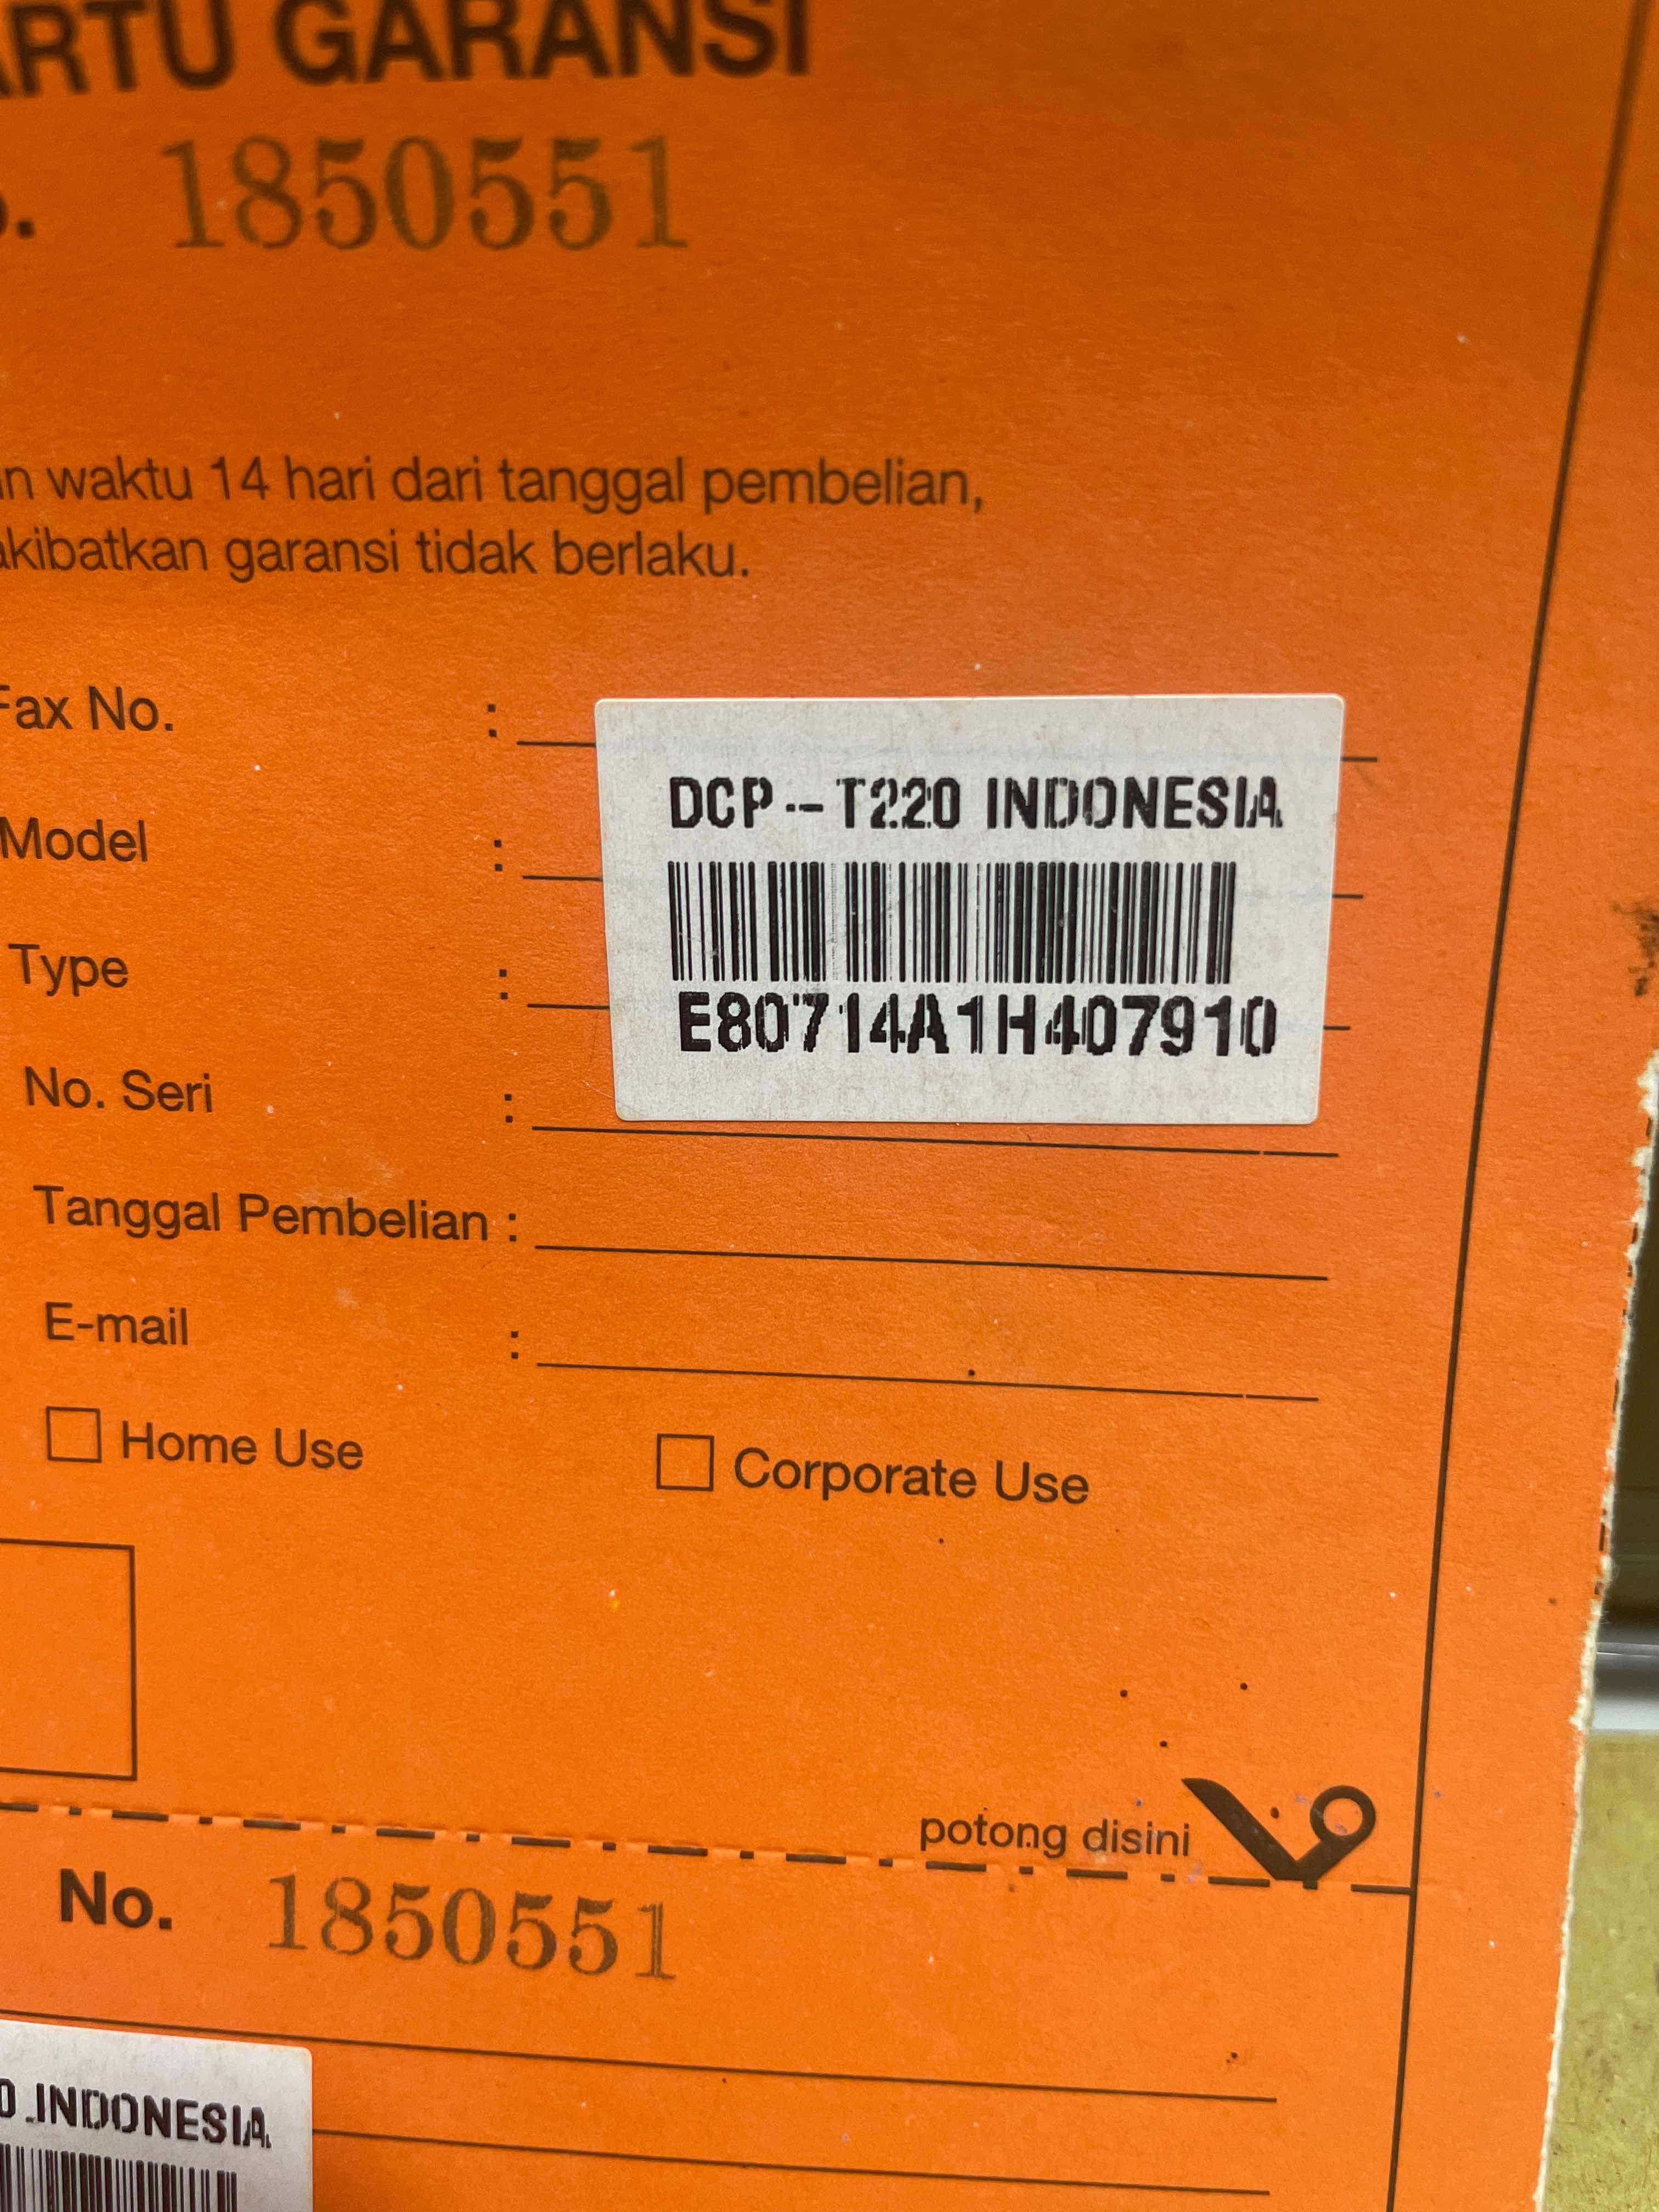 ARTU GARANSI
. 1850551
n waktu 14 hari dari tanggal pembelian,
akibatkan garansi tidak berlaku.
Fax No. :
DCP-T220 INDONESIA
Model :
Type :
E80714A1H407910
No. Seri :
Tanggal Pembelian :
E-mail :
Home Use Corporate Use
potong disini
No. 1850551
0 INDONESIA